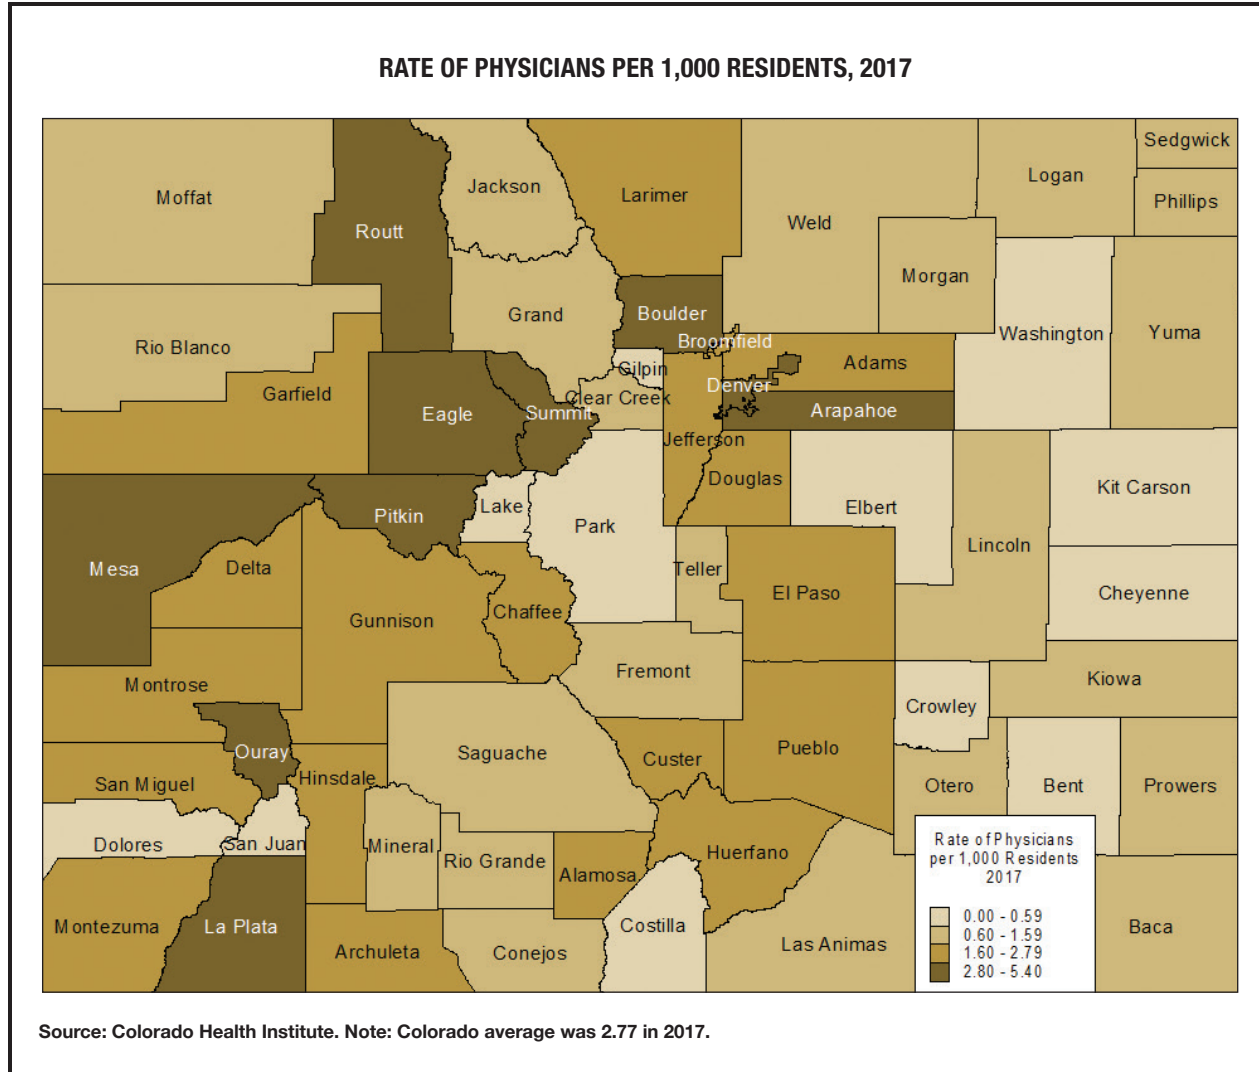 RATE OF PHYSICIANS PER 1,000 RESIDENTS, 2017
Sedgwick
Logan
Jackson
Moffat
Larimer
Phillips
Weld
Routt
Morgan
Grand
Boulder
Washington
Yuma
Broomfield
Rio Blanco
Gilpin
Adams
Denver
Garfield
Clear Creek
Eagle
Summit
Arapahoe
Jefferson
Douglas
Kit Carson
Lake
Elbert
Pitkin
Park
Lincoln
Mesa
Delta
Teller
El Paso
Cheyenne
Chaffee
Gunnison
Fremont
Kiowa
Montrose
Crowley
Pueblo
Ouray
Saguache
Custer
Hinsdale
San Miguel
Otero
Bent
Prowers
Dolores
San Juan
Mineral
Rio Grande
Huerfano
Alamosa
Montezuma
La Plata
Costilla
Baca
Archuleta
Conejos
Las Animas
Rate of Physicians
per 1,000 Residents
2017
0.00 - 0.59
0.60 - 1.59
1.60 - 2.79
2.80 - 5.40
Source: Colorado Health Institute. Note: Colorado average was 2.77 in 2017.